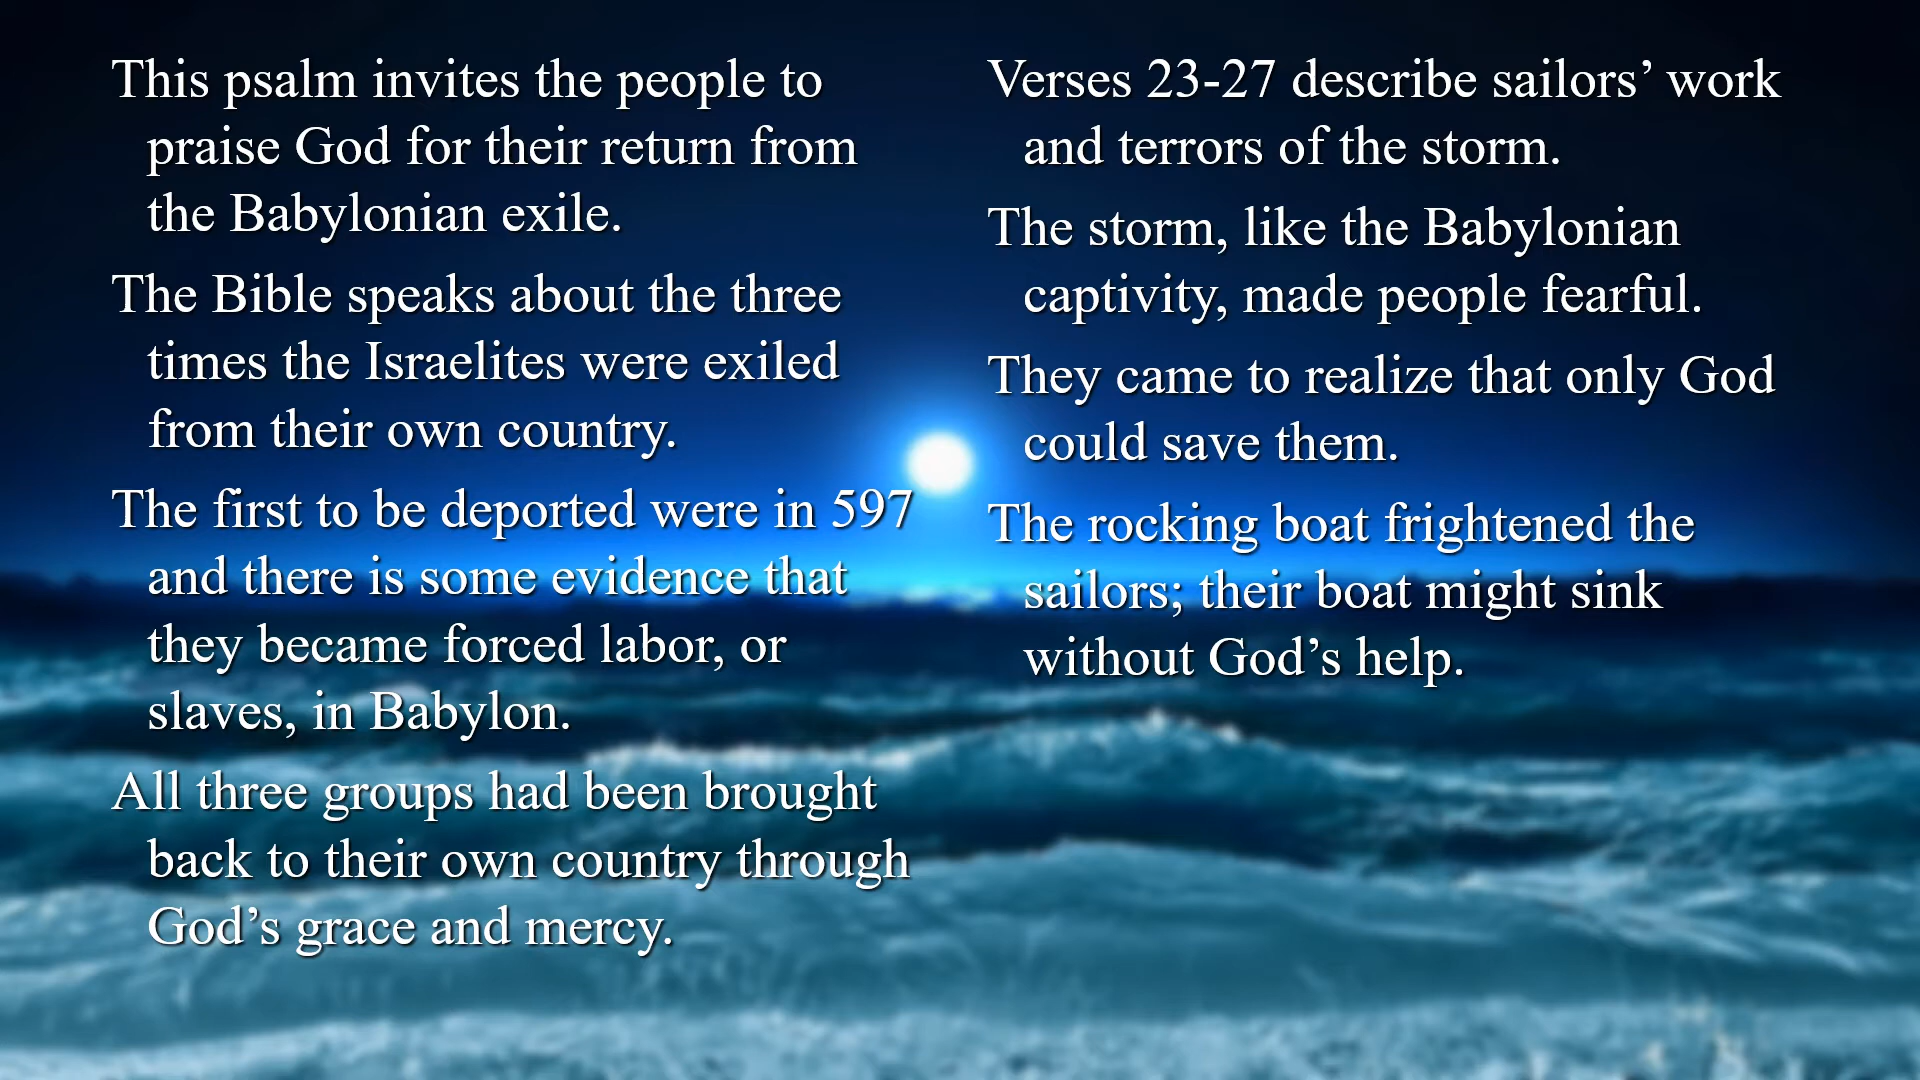 This psalm invites the people to
praise God for their return from
the Babylonian exile.
The Bible speaks about the three
times the Israelites were exiled
from their own country.
The first to be deported were in 597
and there is some evidence that
they became forced labor, or
slaves, in Babylon.
All three groups had been brought
back to their own country through
God’s grace and mercy.
Verses 23-27 describe sailors’ work
and terrors of the storm.
The storm, like the Babylonian
captivity, made people fearful.
They came to realize that only God
could save them.
The rocking boat frightened the
sailors; their boat might sink
without God’s help.